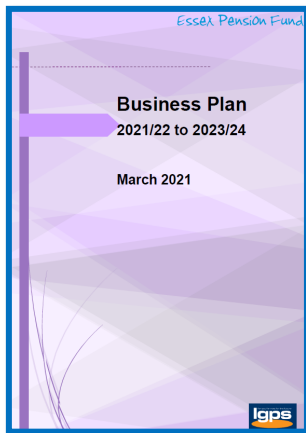 Essex Pension Fund
Business Plan
2021/22 to 2023/24
March 2021
lgps